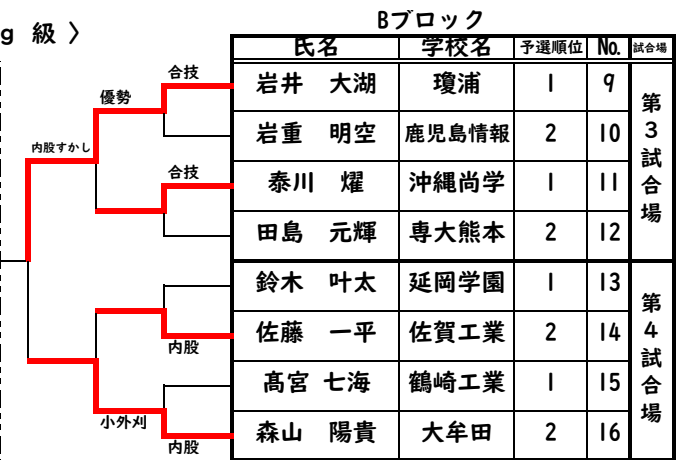 g 級 〉
Bブロック
氏名 学校名 予選順位 No. 試合場
合技
岩井 大湖 瓊浦 1 9
優勢
岩重 明空 鹿児島情報 2 10
内股すかし
合技
泰川 燿 沖縄尚学 1 11
田島 元輝 専大熊本 2 12
第3試合場
鈴木 叶太 延岡学園 1 13
佐藤 一平 佐賀工業 2 14
内股
髙宮 七海 鶴崎工業 1 15
小外刈
森山 陽貴 大牟田 2 16
内股
第4試合場